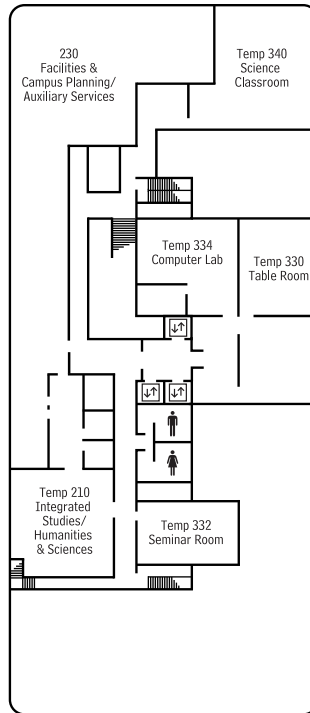 230
Facilities &
Campus Planning/
Auxiliary Services
Temp 340
Science
Classroom
Temp 334
Computer Lab
Temp 330
Table Room
Temp 210
Integrated
Studies/
Humanities
& Sciences
Temp 332
Seminar Room